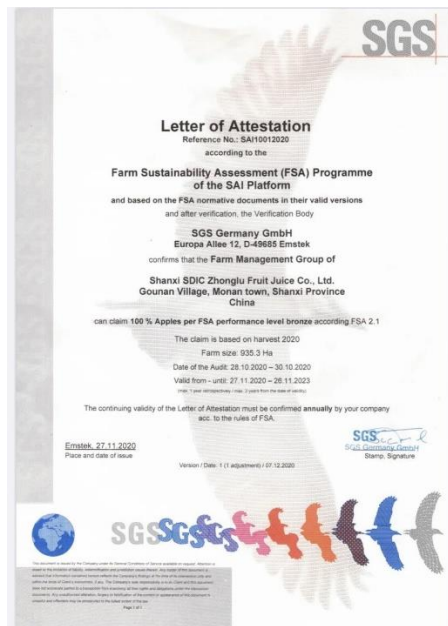 SGS
Letter of Attestation
Reference No.: SAI10012020
according to the
Farm Sustainability Assessment (FSA) Programme
of the SAI Platform
and based on the FSA normative documents in their valid versions
and after verification, the Verification Body
SGS Germany GmbH
Europa Allee 12, D-49685 Emstek
confirms that the Farm Management Group of
Shanxi SDIC Zhonglu Fruit Juice Co., Ltd.
Gounan Village, Monan town, Shanxi Province
China
can claim 100 % Apples per FSA performance level bronze according FSA 2.1
The claim is based on harvest 2020
Farm size: 935.3 Ha
Date of the Audit: 28.10.2020 – 30.10.2020
Valid from - until: 27.11.2020 – 26.11.2023
The continuing validity of the Letter of Attestation must be confirmed annually by your company
acc. to the rules of FSA.
Emstek, 27.11.2020
Place and date of issue
SGS
SGS Germany GmbH
Stamp, Signature
Version / Date: 1 (1 adjustment) / 07.12.2020
SGS SGS SGS
Page 1 of